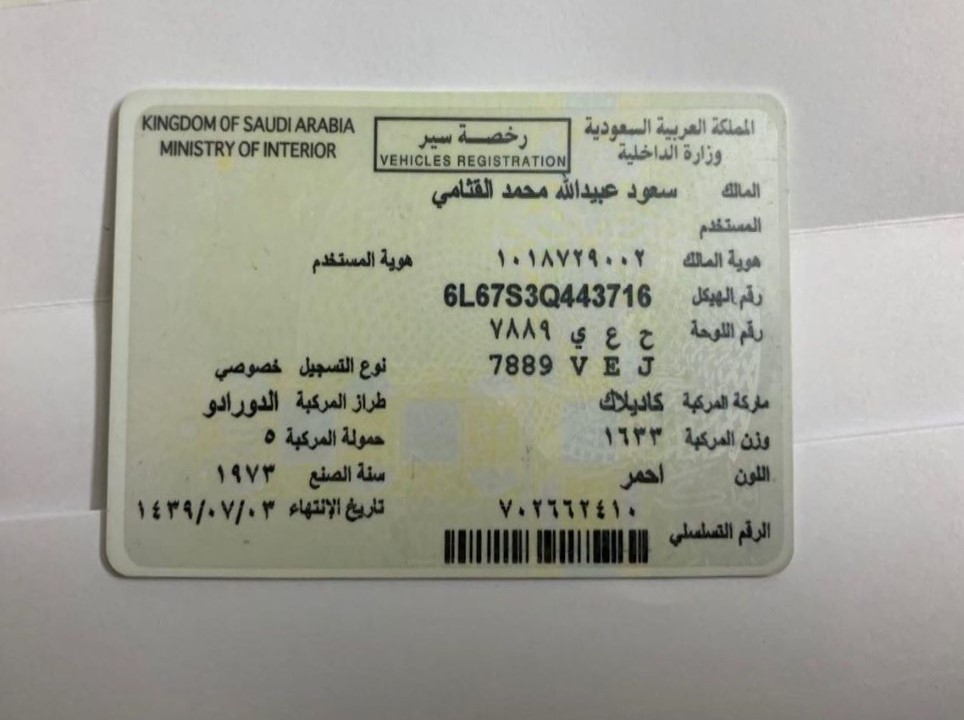 المملكة العربية السعودية رخصة سير KINGDOM OF SAUDI ARABIA
وزارة الداخلية VEHICLES REGISTRATION MINISTRY OF INTERIOR
المالك سعود عبيدالله محمد القثامي
المستخدم
هوية المالك ١٠١٨٧٢٩٠٠٢ هوية المستخدم
رقم الهيكل 6L67S3Q443716
رقم اللوحة ح ع ي ٧٨٨٩
7889 V E J نوع التسجيل خصوصي
ماركة المركبة كاديلاك طراز المركبة الدورادو
وزن المركبة ١٦٣٣ حمولة المركبة ٥
اللون احمر سنة الصنع ١٩٧٣
٧٠٢٦٦٢٤١٠ تاريخ الإنتهاء ١٤٣٩/٠٧/٠٣
الرقم التسلسلي